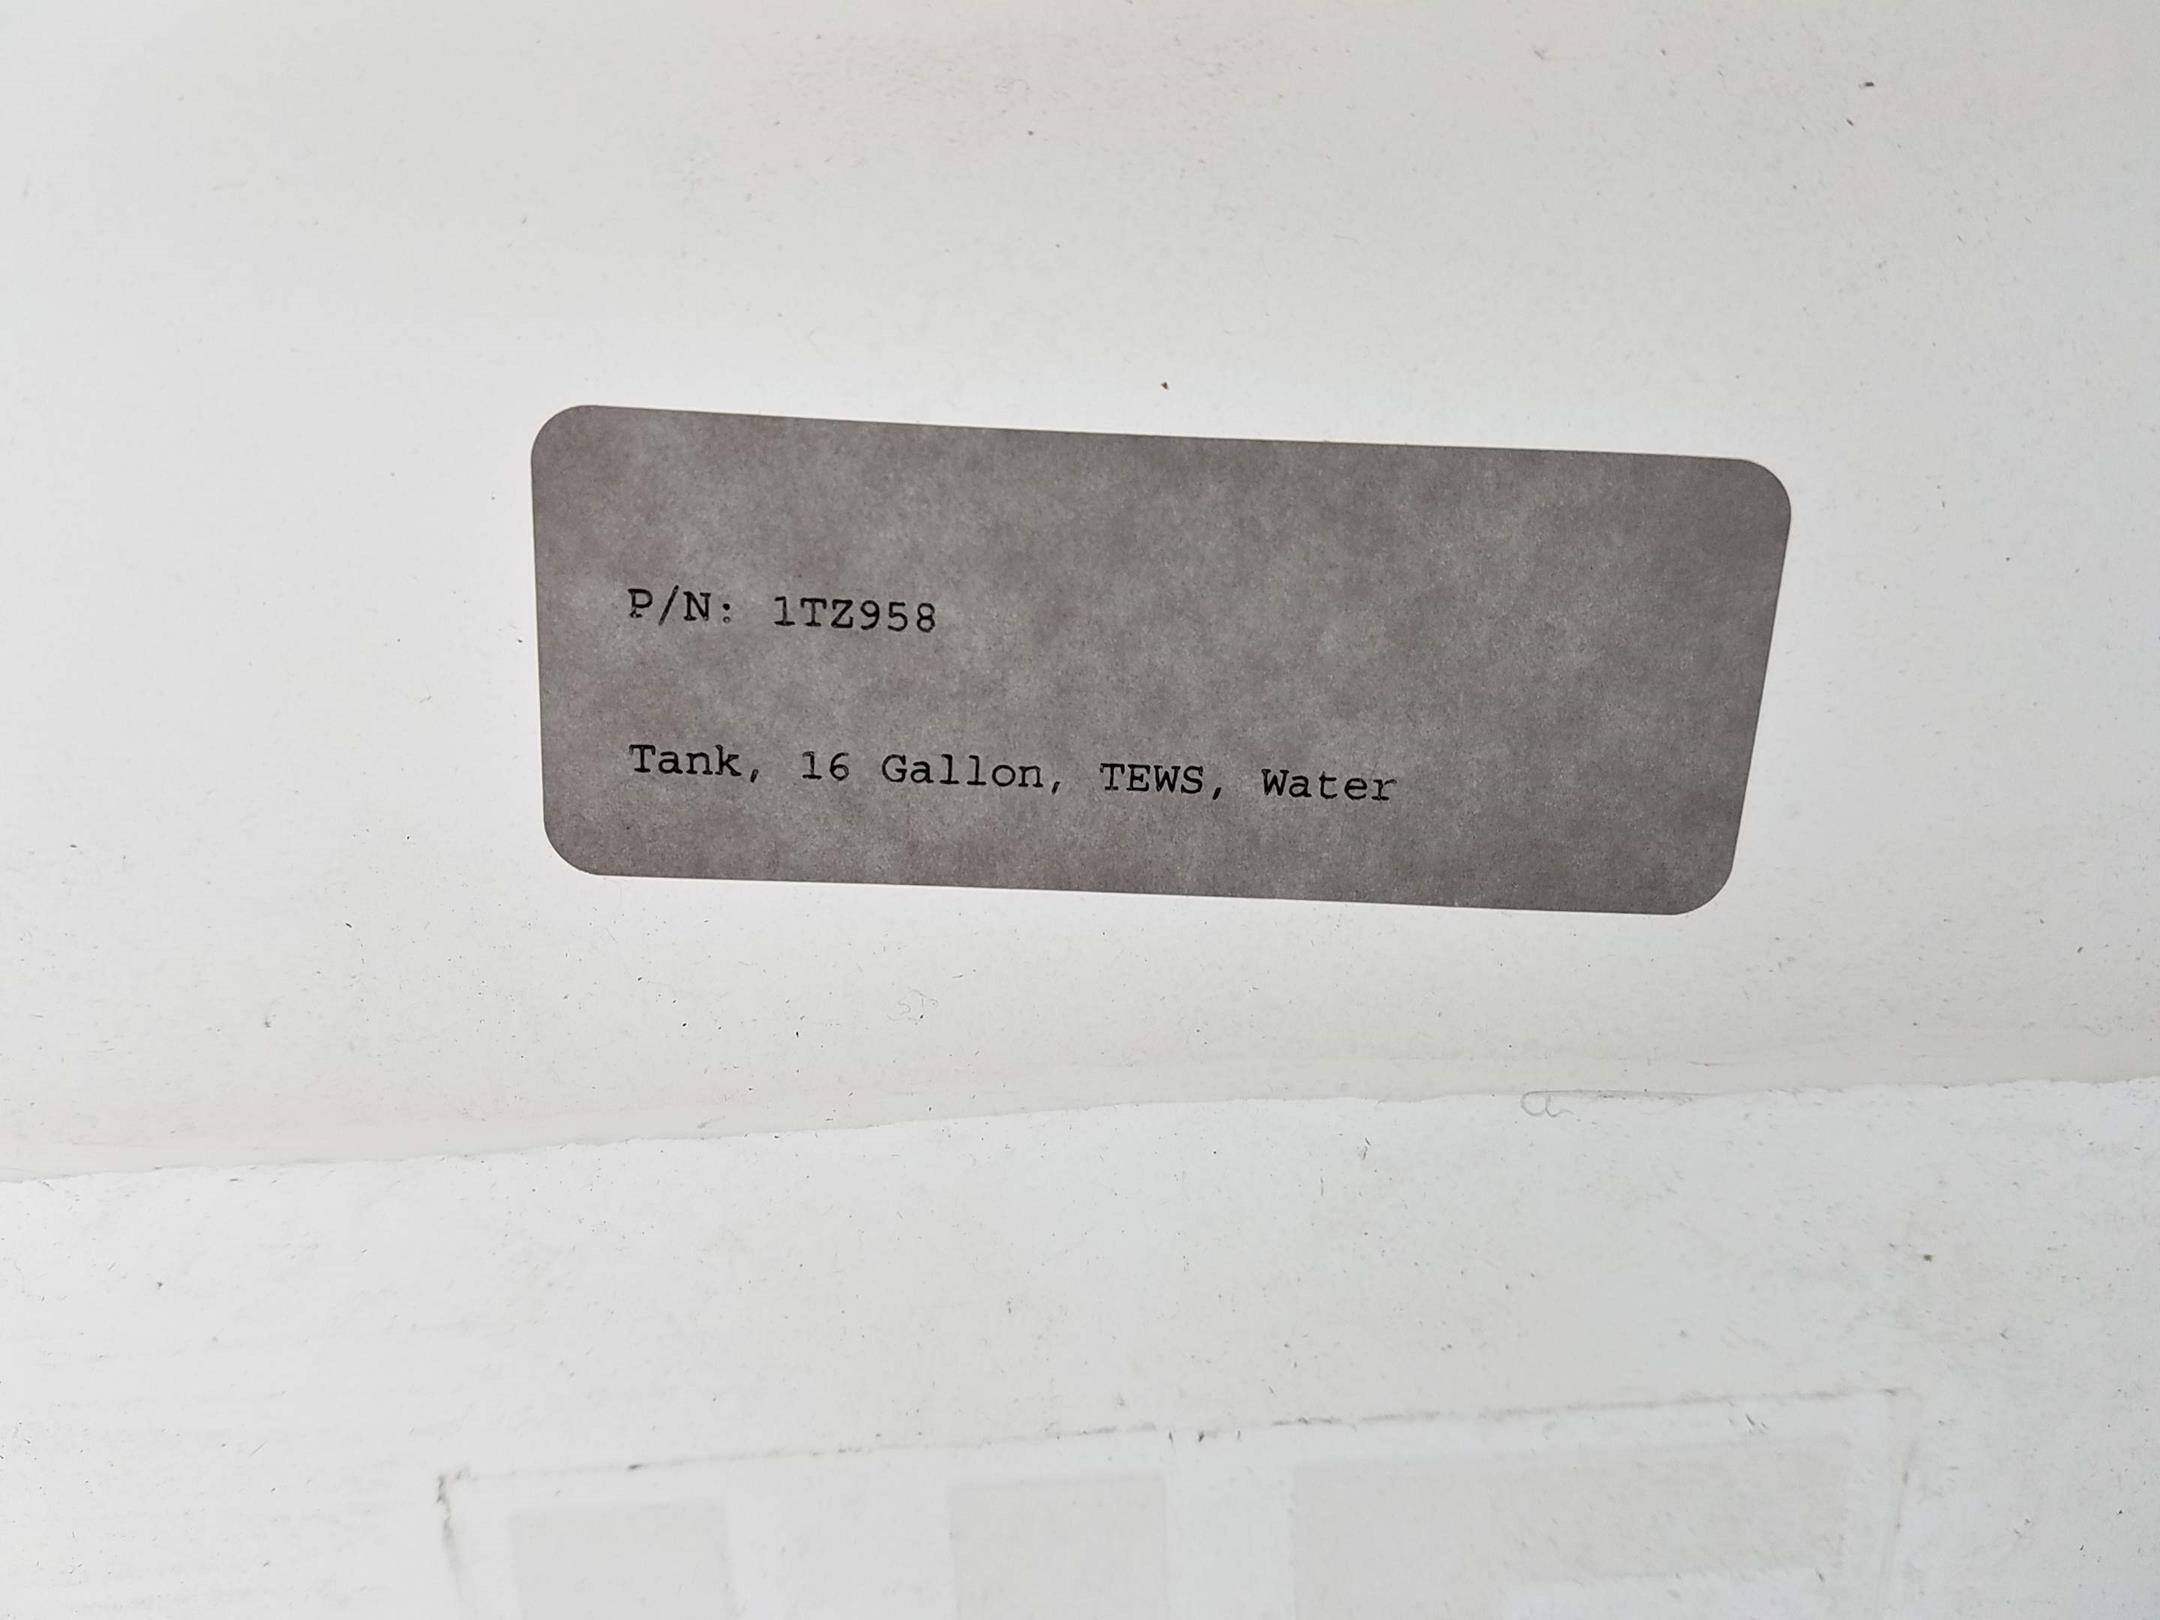 P/N: 1TZ958
Tank, 16 Gallon, TEWS, Water